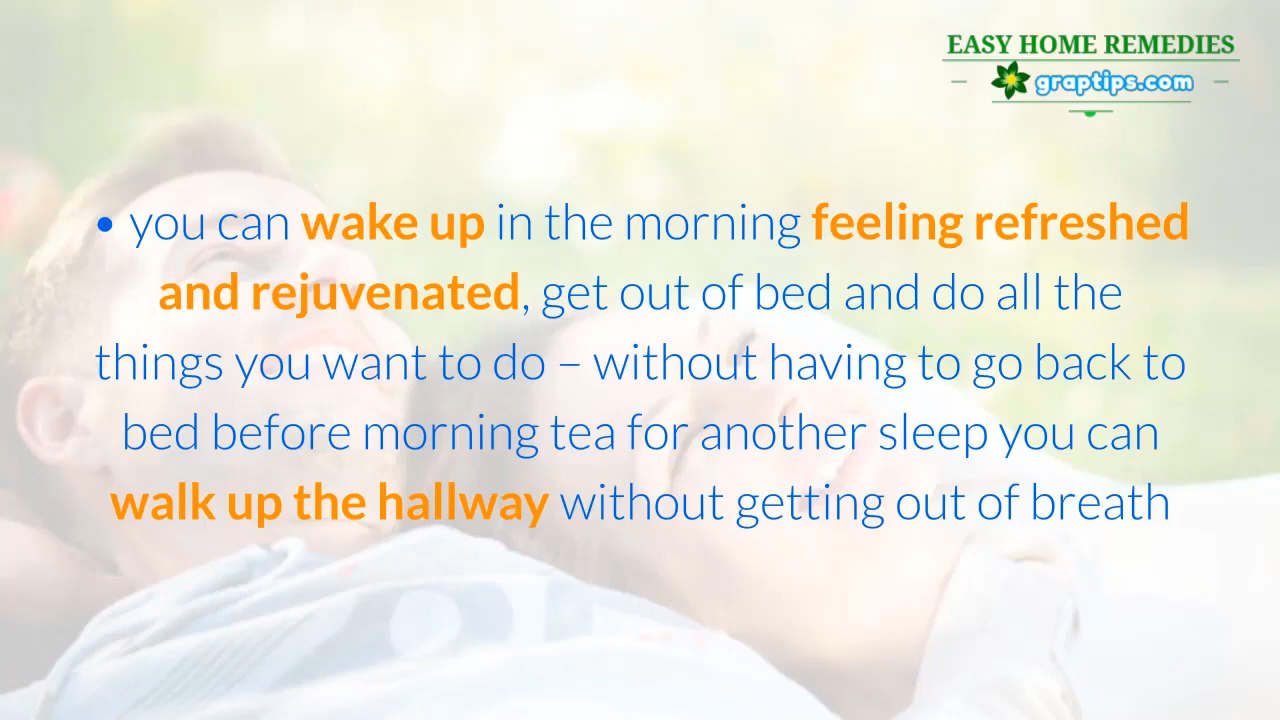 EASY HOME REMEDIES
graptips.com
• you can wake up in the morning feeling refreshed
and rejuvenated, get out of bed and do all the
things you want to do – without having to go back to
bed before morning tea for another sleep you can
walk up the hallway without getting out of breath